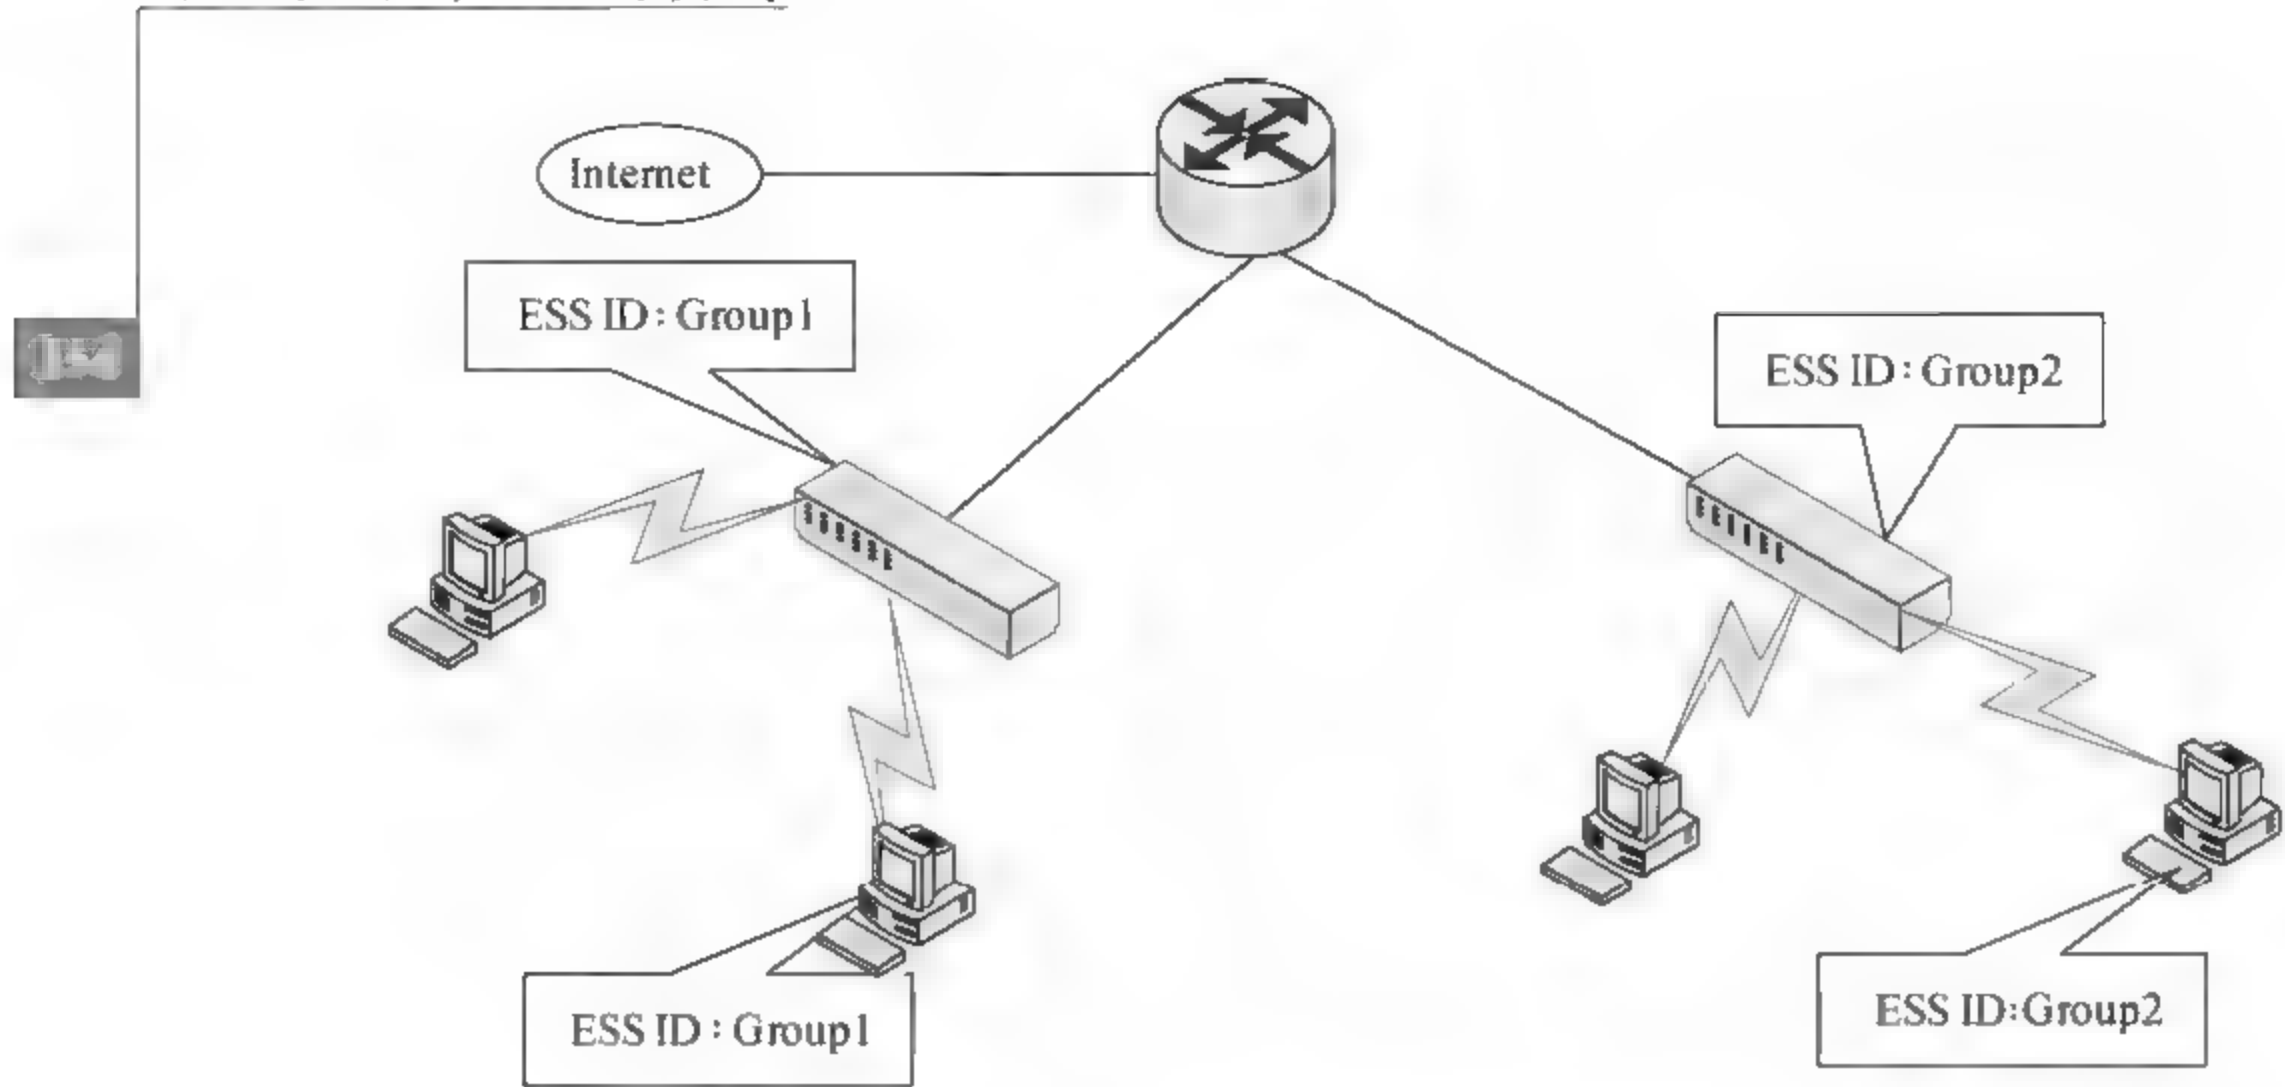 Internet
ESS ID : Group1
ESS ID : Group2
ESS ID : Group1
ESS ID:Group2